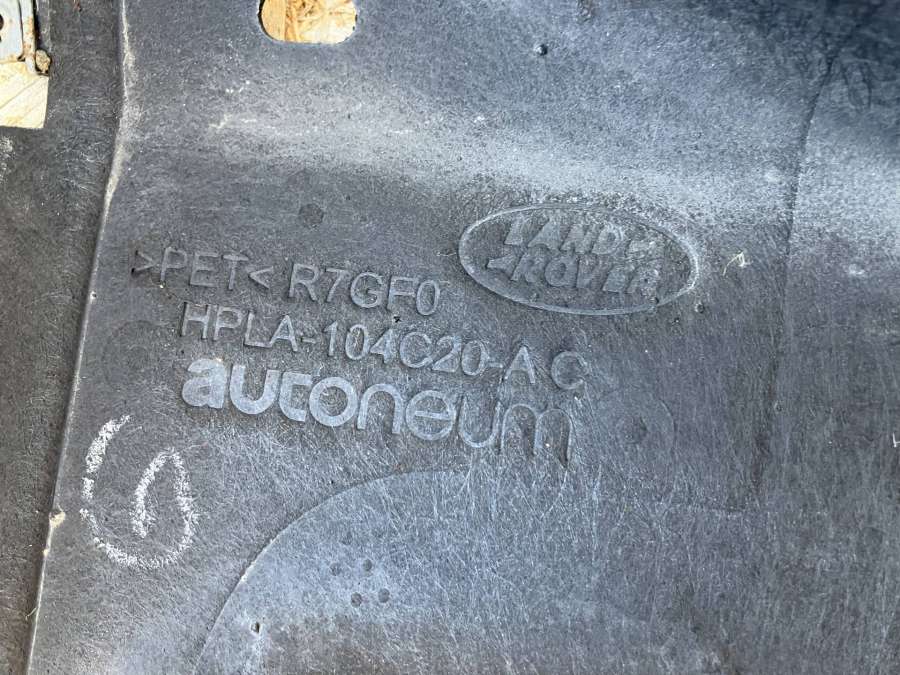 LAND
ROVER
>PET< R7GF0
HPLA-104C20-A C
autoneum